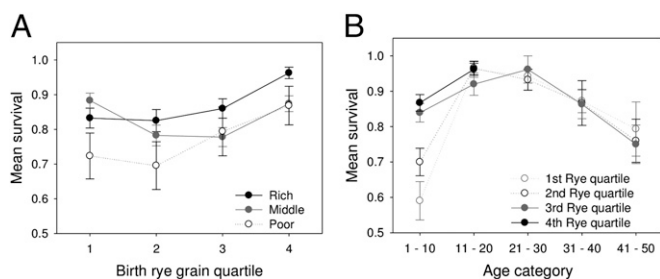 A
Mean survival
1.0
0.9
0.8
0.7
0.6
0.5
1 2 3 4
Birth rye grain quartile
Rich
Middle
Poor
B
Mean survival
1.0
0.9
0.8
0.7
0.6
0.5
1 - 10 11 - 20 21 - 30 31 - 40 41 - 50
Age category
1st Rye quartile
2nd Rye quartile
3rd Rye quartile
4th Rye quartile